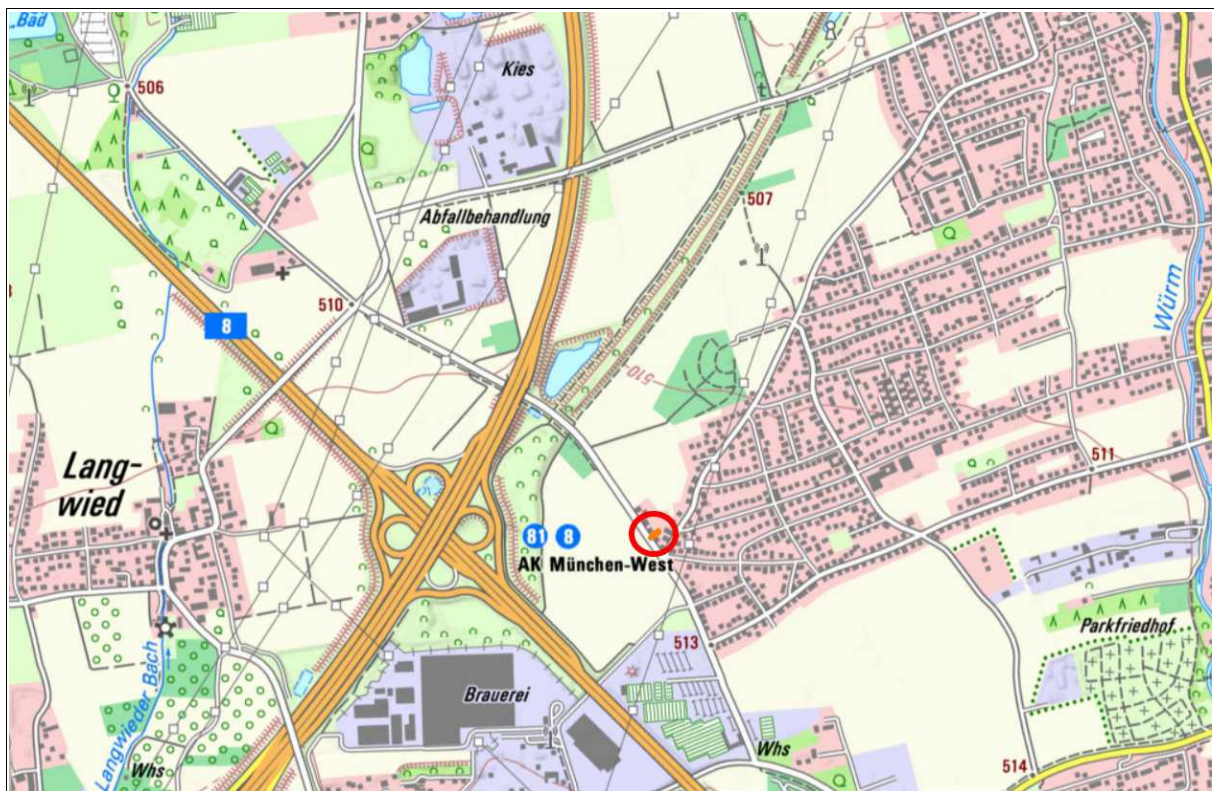 Bad
506
Kies
507
Abfallbehandlung
510
8
510
Würm
Lang-
wied
511
81 8
AK München-West
513
Parkfriedhof
Brauerei
Langwieder Bach
Whs
Whs
514